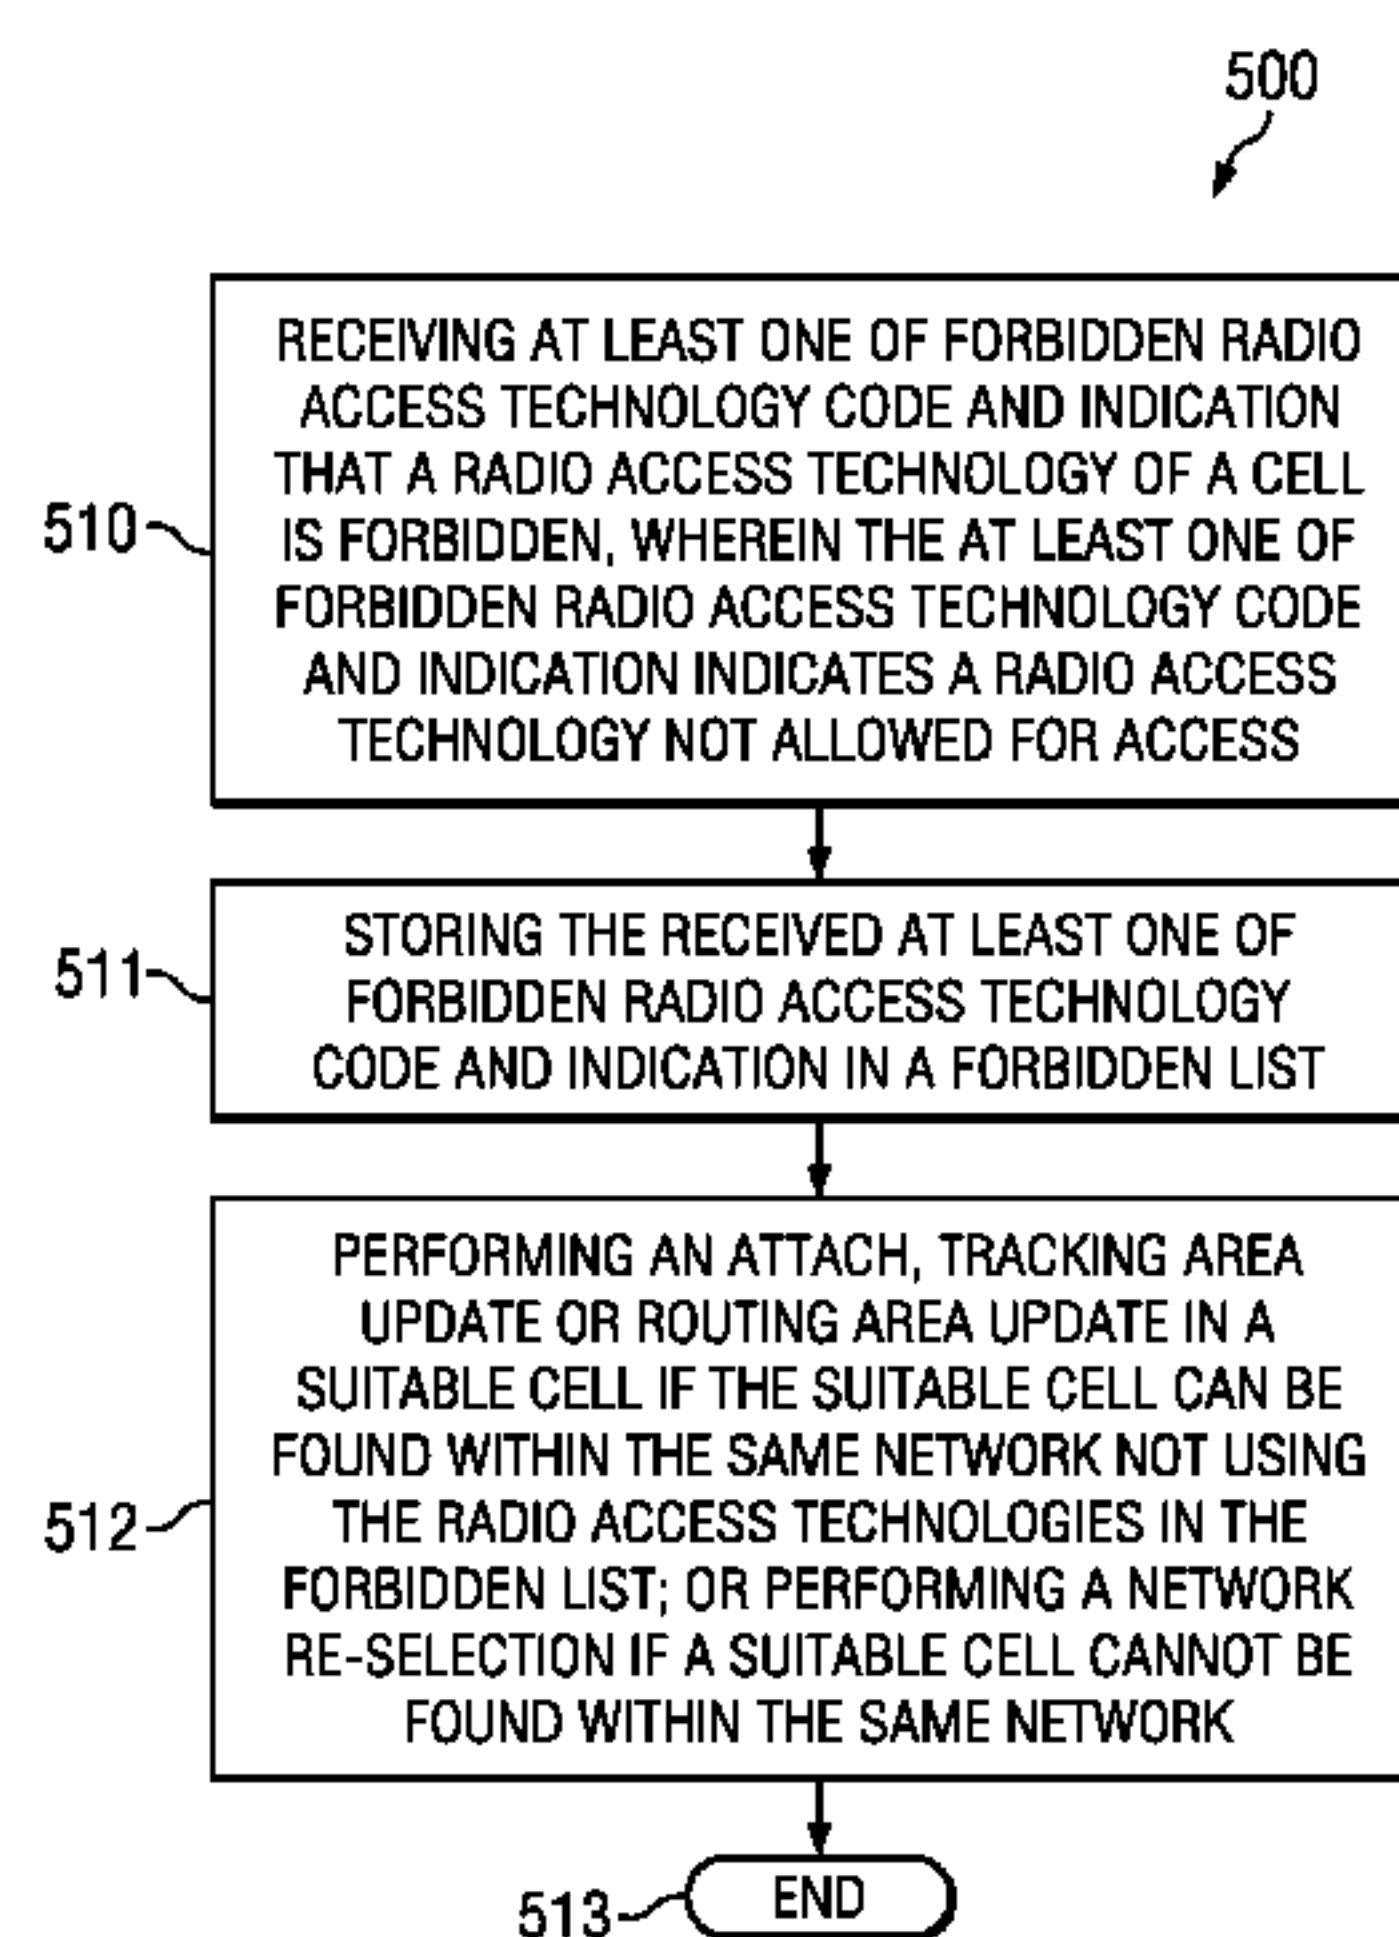 500
510
RECEIVING AT LEAST ONE OF FORBIDDEN RADIO
ACCESS TECHNOLOGY CODE AND INDICATION
THAT A RADIO ACCESS TECHNOLOGY OF A CELL
IS FORBIDDEN, WHEREIN THE AT LEAST ONE OF
FORBIDDEN RADIO ACCESS TECHNOLOGY CODE
AND INDICATION INDICATES A RADIO ACCESS
TECHNOLOGY NOT ALLOWED FOR ACCESS
511
STORING THE RECEIVED AT LEAST ONE OF
FORBIDDEN RADIO ACCESS TECHNOLOGY
CODE AND INDICATION IN A FORBIDDEN LIST
512
PERFORMING AN ATTACH, TRACKING AREA
UPDATE OR ROUTING AREA UPDATE IN A
SUITABLE CELL IF THE SUITABLE CELL CAN BE
FOUND WITHIN THE SAME NETWORK NOT USING
THE RADIO ACCESS TECHNOLOGIES IN THE
FORBIDDEN LIST; OR PERFORMING A NETWORK
RE-SELECTION IF A SUITABLE CELL CANNOT BE
FOUND WITHIN THE SAME NETWORK
513
END